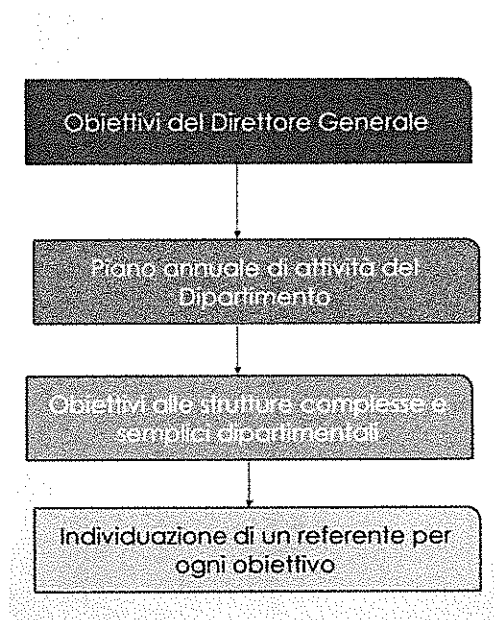 Obiettivi del Direttore Generale
Piano annuale di attività del
Dipartimento
Obiettivi alle strutture complesse e
semplici dipartimentali
Individuazione di un referente per
ogni obiettivo